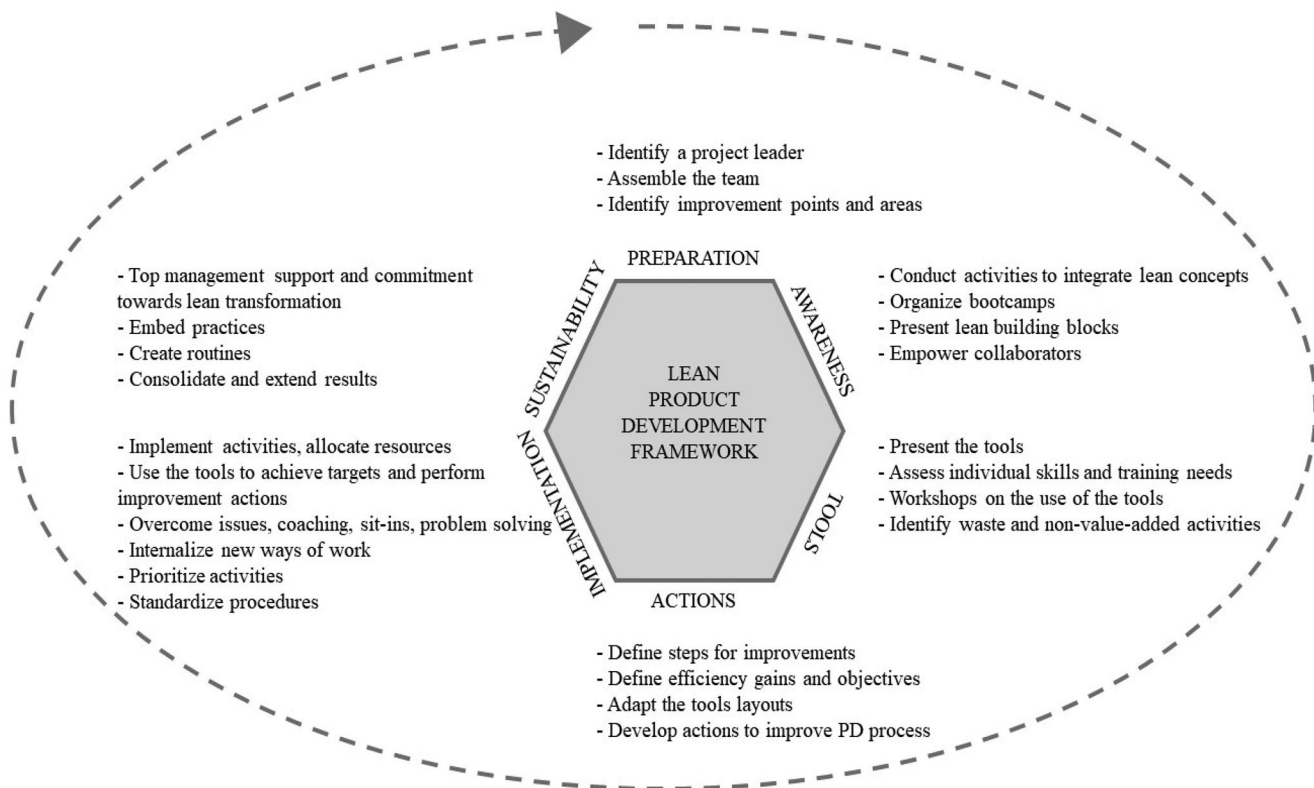 - Identify a project leader
- Assemble the team
- Identify improvement points and areas
PREPARATION
- Conduct activities to integrate lean concepts
- Organize bootcamps
- Present lean building blocks
- Empower collaborators
AWARENESS
- Present the tools
- Assess individual skills and training needs
- Workshops on the use of the tools
- Identify waste and non-value-added activities
TOOLS
ACTIONS
- Define steps for improvements
- Define efficiency gains and objectives
- Adapt the tools layouts
- Develop actions to improve PD process
IMPLEMENTATION
- Implement activities, allocate resources
- Use the tools to achieve targets and perform
improvement actions
- Overcome issues, coaching, sit-ins, problem solving
- Internalize new ways of work
- Prioritize activities
- Standardize procedures
SUSTAINABILITY
- Top management support and commitment
towards lean transformation
- Embed practices
- Create routines
- Consolidate and extend results
LEAN
PRODUCT
DEVELOPMENT
FRAMEWORK